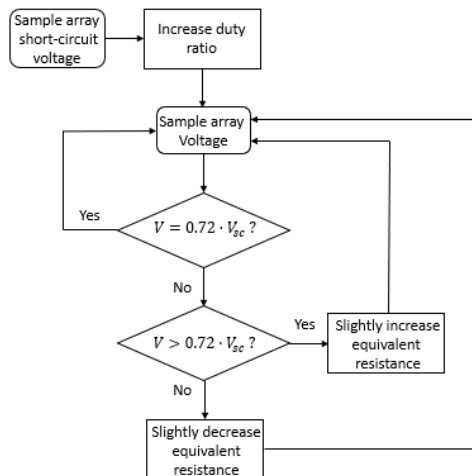 Sample array
short-circuit
voltage
Increase duty
ratio
Sample array
Voltage
Yes
V = 0.72 · Vsc ?
No
V > 0.72 · Vsc ?
Yes
Slightly increase
equivalent
resistance
No
Slightly decrease
equivalent
resistance